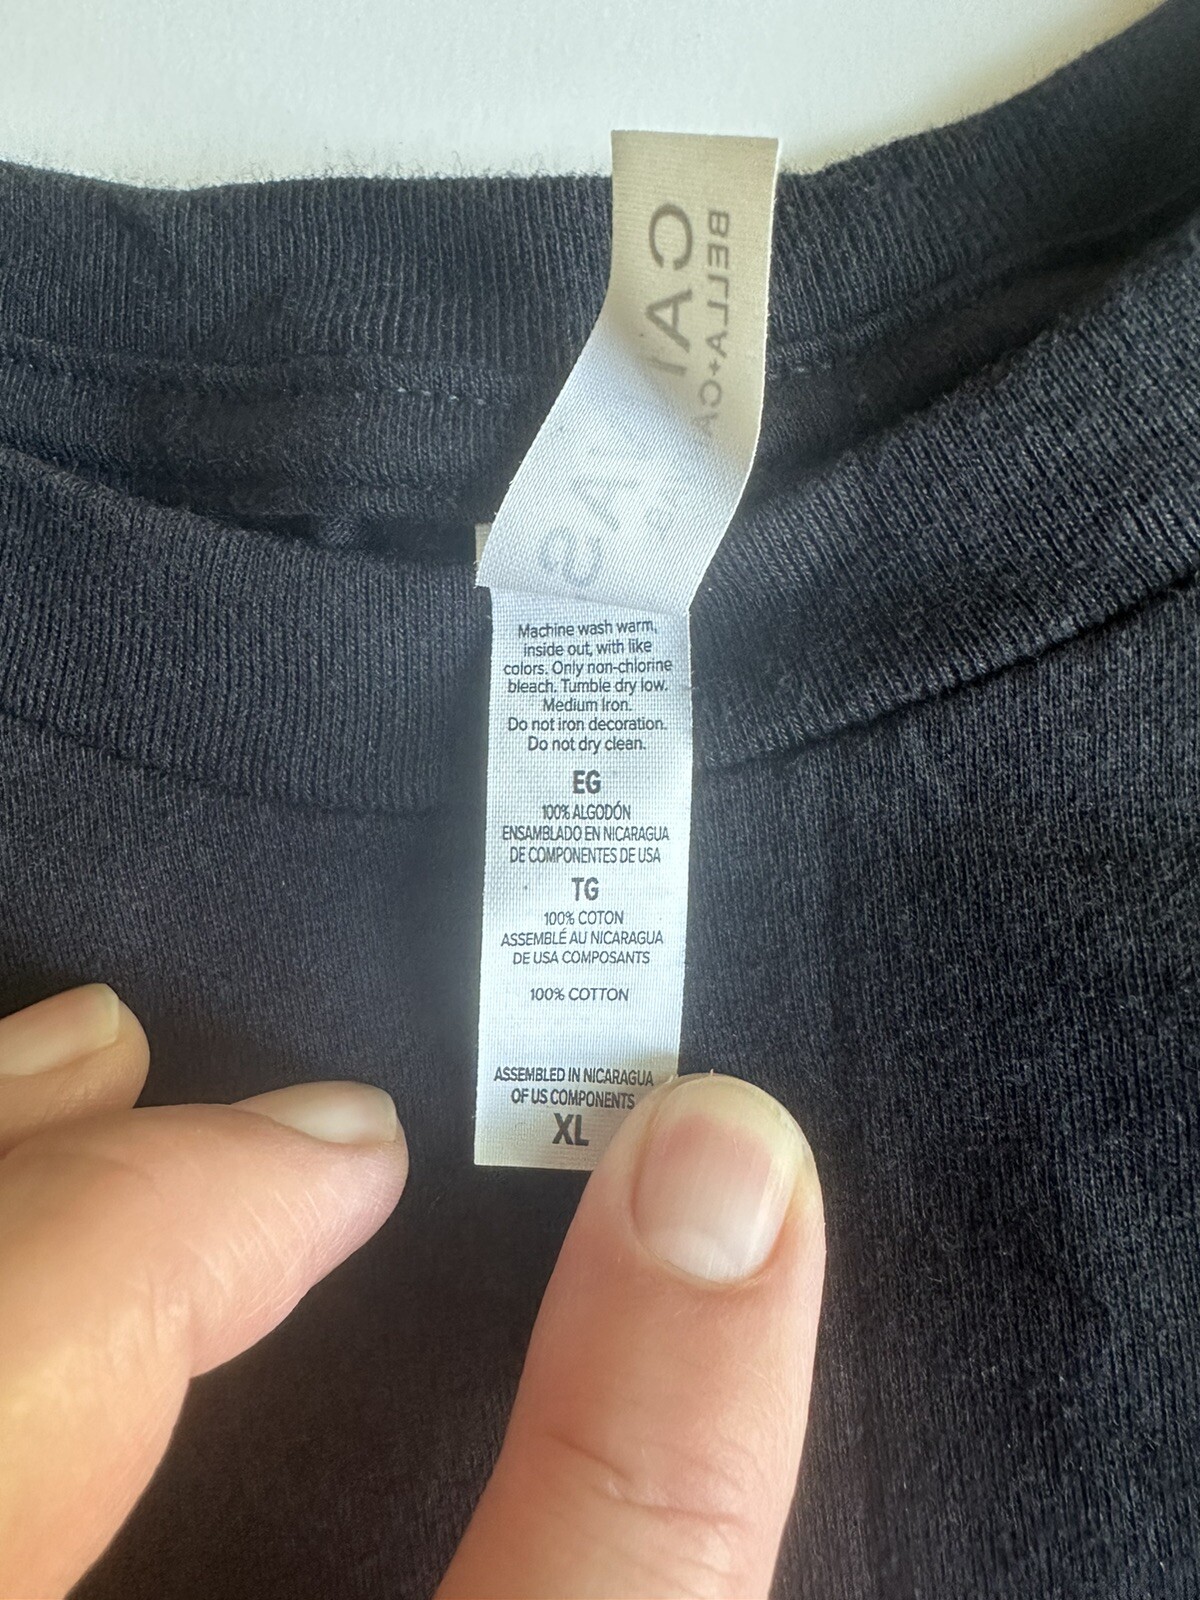 BELLA+CA
CA
Machine wash warm,
inside out, with like
colors. Only non-chlorine
bleach. Tumble dry low.
Medium Iron.
Do not iron decoration.
Do not dry clean.
EG
100% ALGODÓN
ENSAMBLADO EN NICARAGUA
DE COMPONENTES DE USA
TG
100% COTON
ASSEMBLÉ AU NICARAGUA
DE USA COMPOSANTS
100% COTTON
ASSEMBLED IN NICARAGUA
OF US COMPONENTS
XL